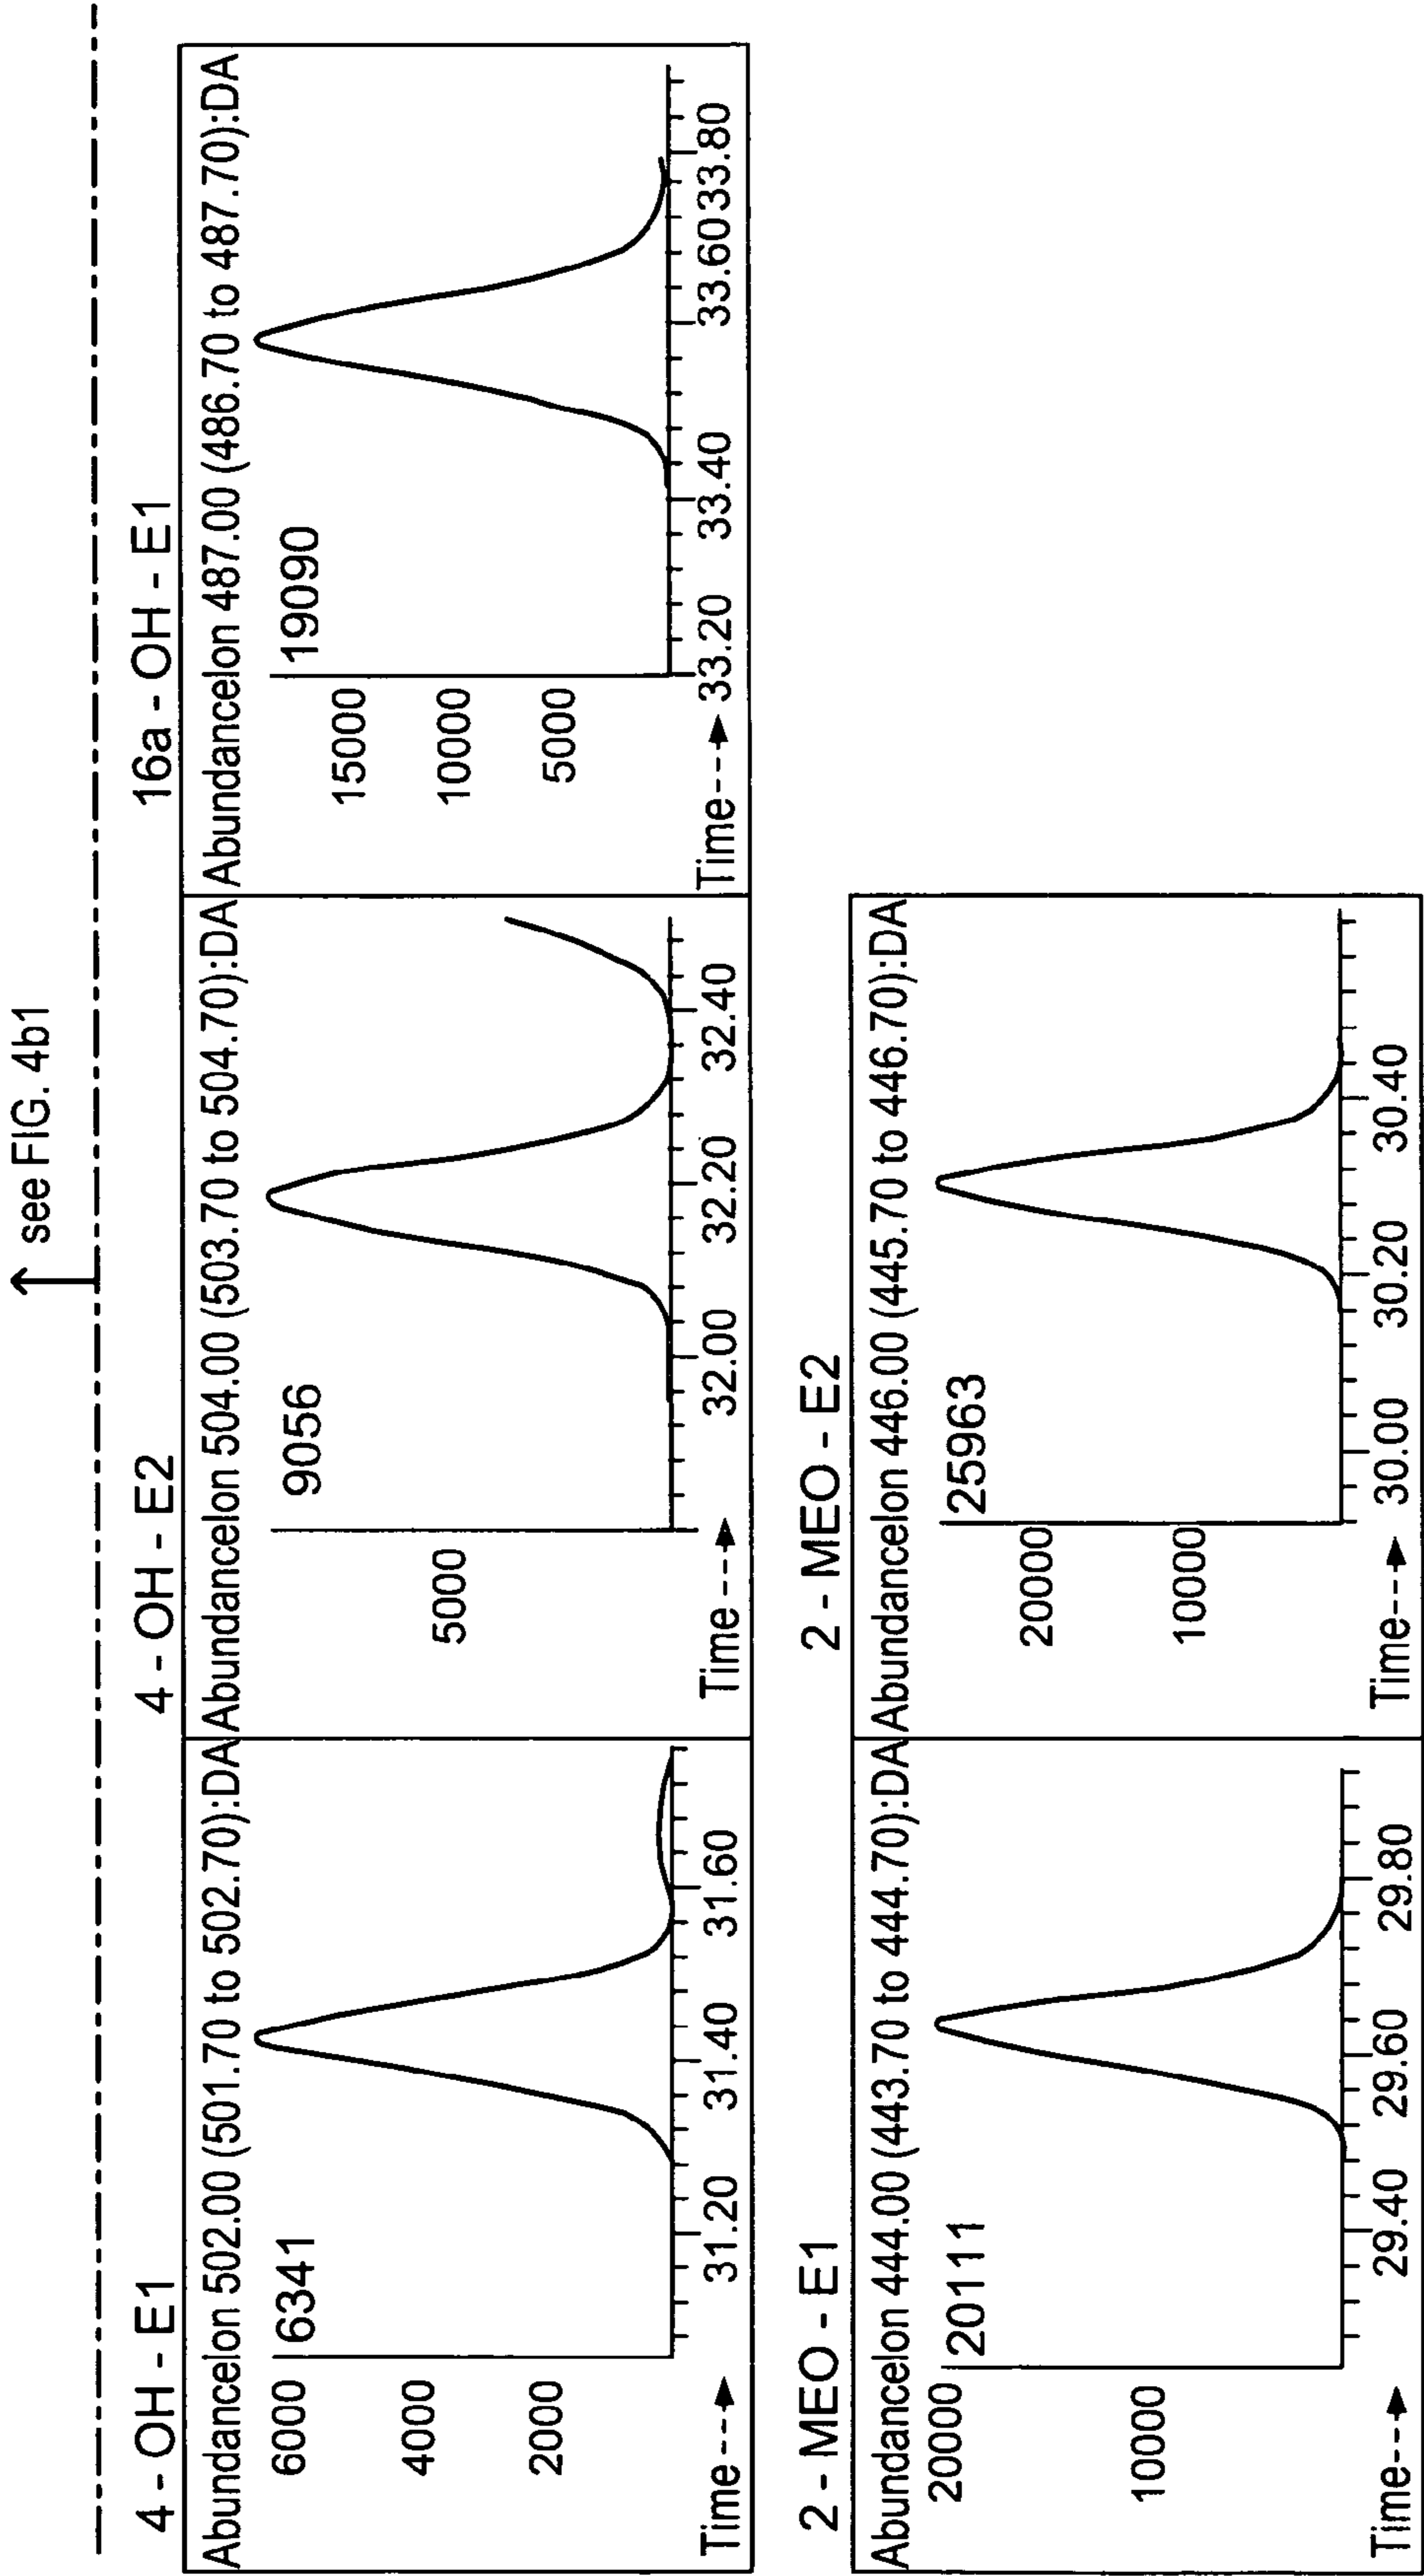 see FIG. 4b1
4 - OH - E1
Abundancelon 502.00 (501.70 to 502.70):DA
6341
6000
4000
2000
31.20 31.40 31.60
Time--->
4 - OH - E2
Abundancelon 504.00 (503.70 to 504.70):DA
9056
5000
32.00 32.20 32.40
Time--->
16a - OH - E1
Abundancelon 487.00 (486.70 to 487.70):DA
19090
15000
10000
5000
33.20 33.40 33.60 33.80
Time--->
2 - MEO - E1
Abundancelon 444.00 (443.70 to 444.70):DA
20111
20000
10000
29.40 29.60 29.80
Time--->
2 - MEO - E2
Abundancelon 446.00 (445.70 to 446.70):DA
25963
20000
10000
30.00 30.20 30.40
Time--->